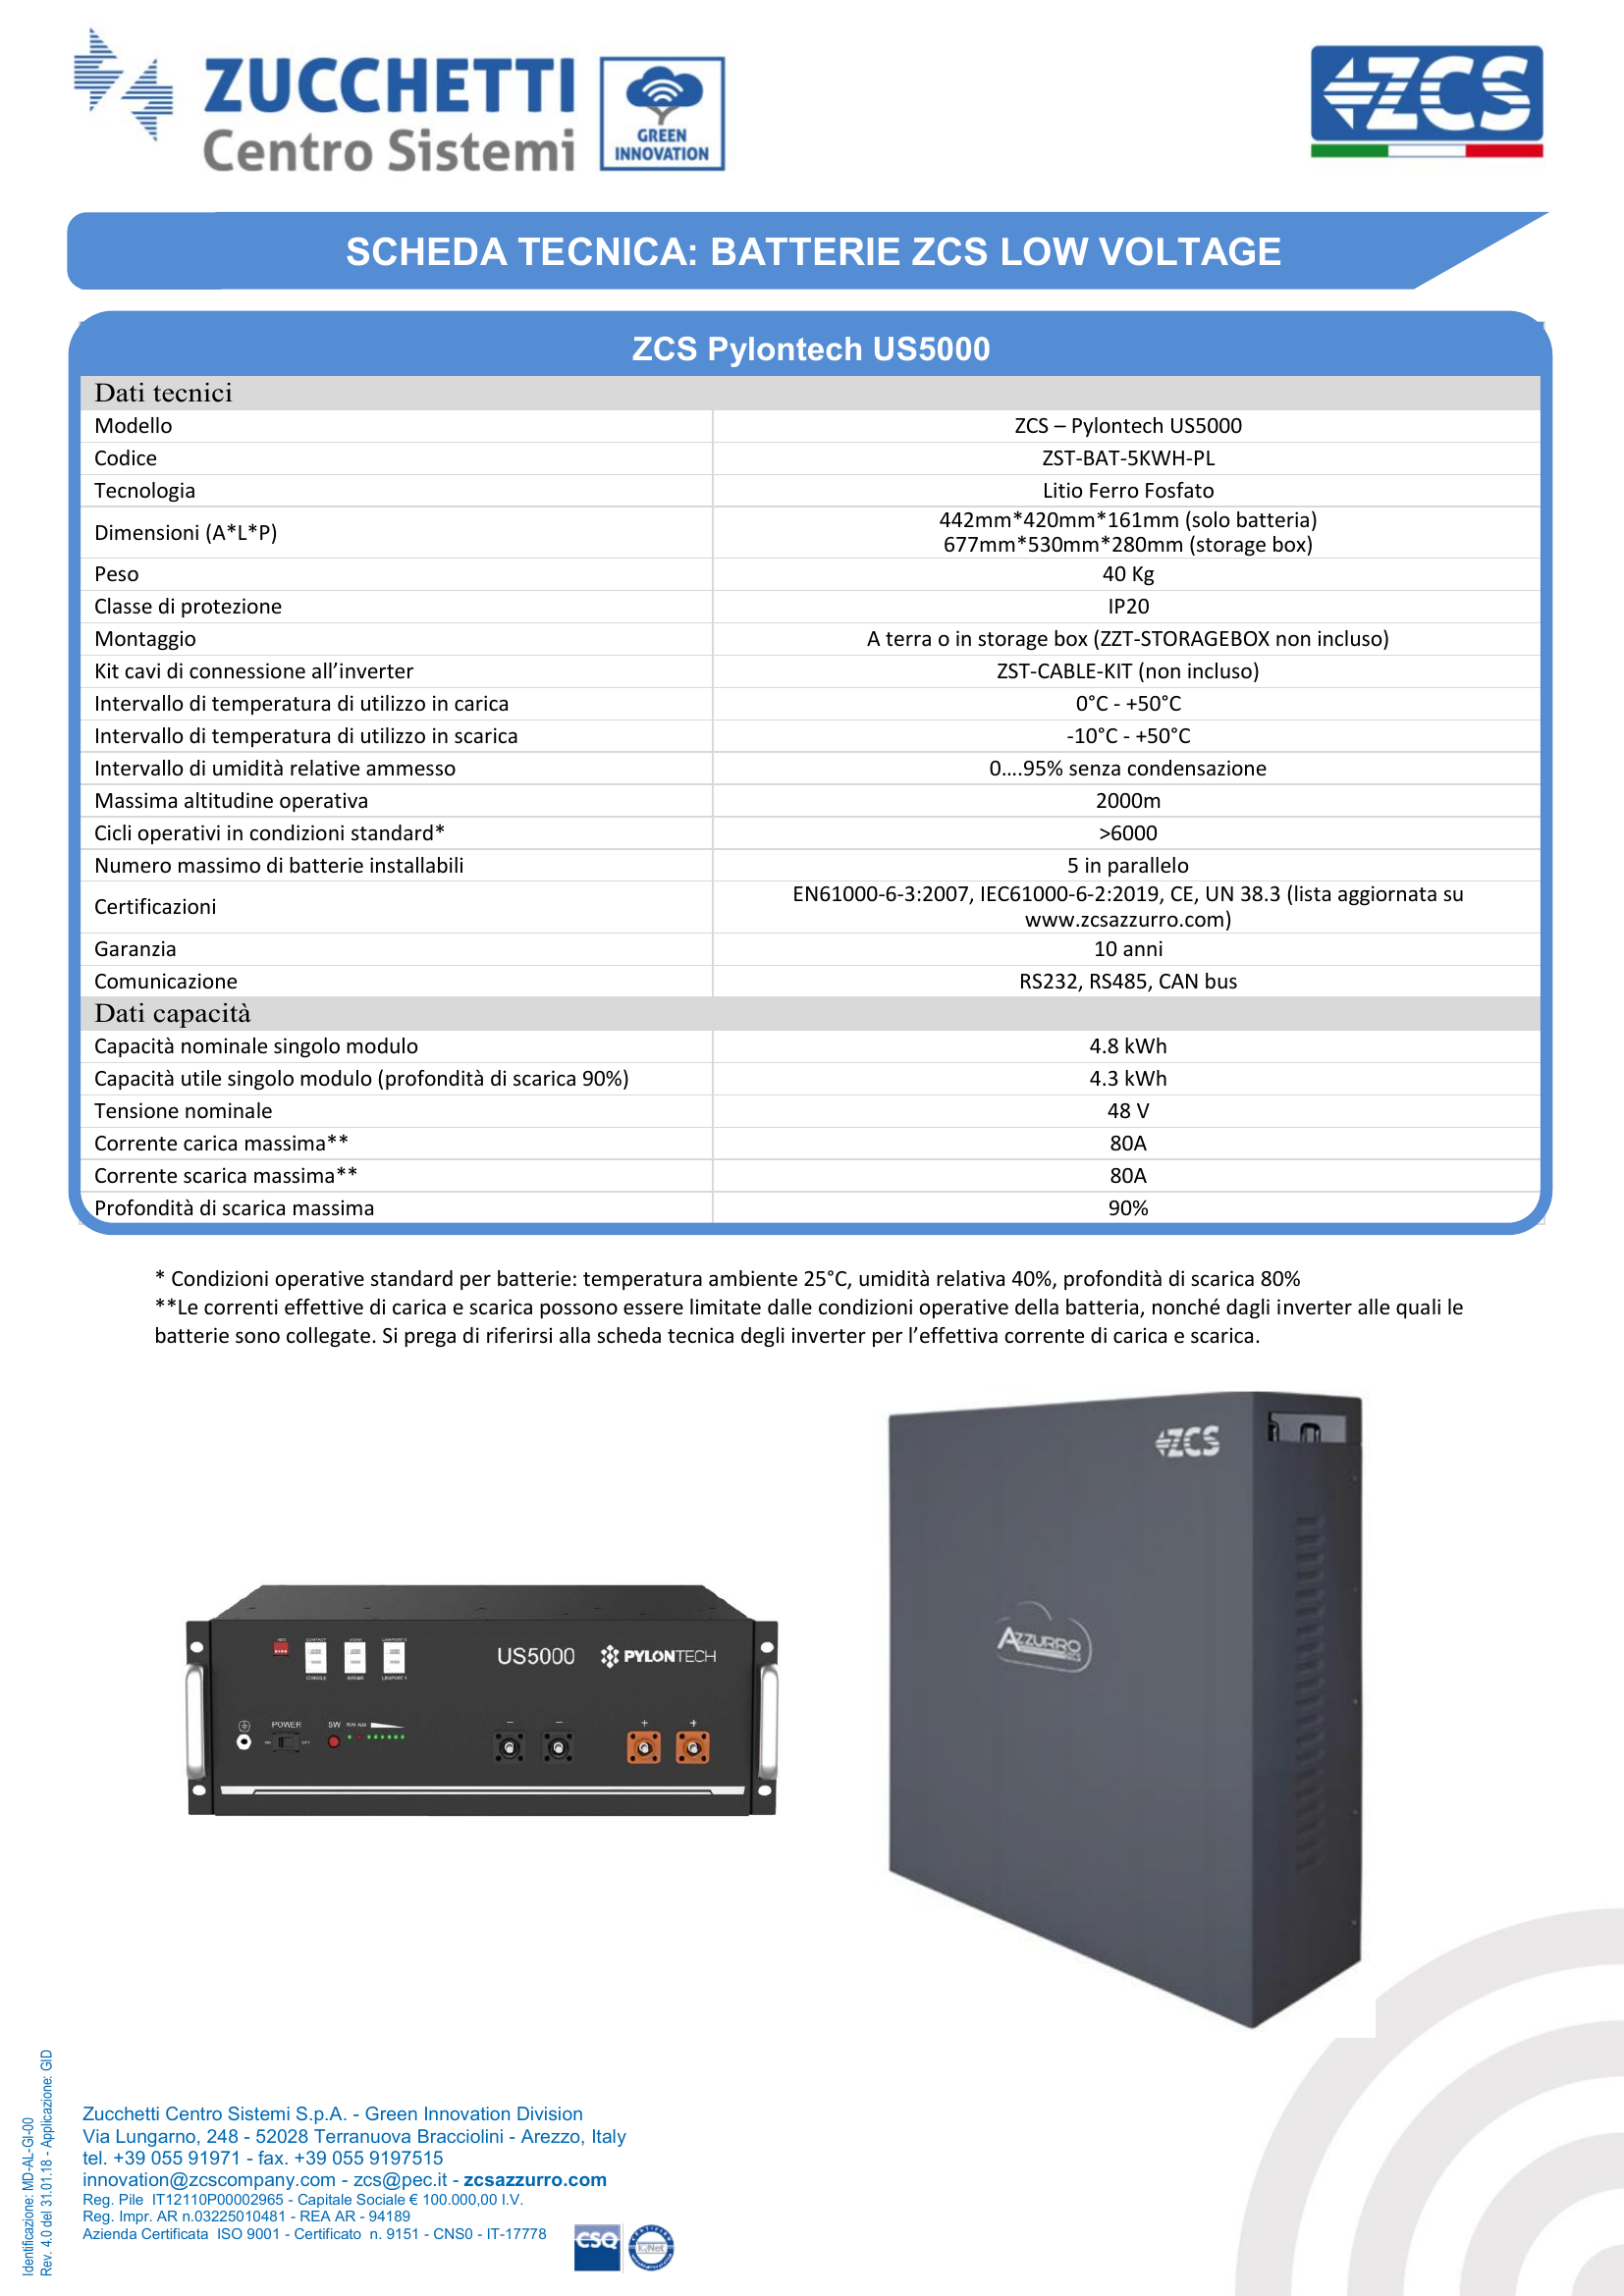 ZUCCHETTI
Centro Sistemi
GREEN
INNOVATION
ZCS
SCHEDA TECNICA: BATTERIE ZCS LOW VOLTAGE
ZCS Pylontech US5000
Dati tecnici
Modello ZCS – Pylontech US5000
Codice ZST-BAT-5KWH-PL
Tecnologia Litio Ferro Fosfato
Dimensioni (A*L*P) 442mm*420mm*161mm (solo batteria)
677mm*530mm*280mm (storage box)
Peso 40 Kg
Classe di protezione IP20
Montaggio A terra o in storage box (ZZT-STORAGEBOX non incluso)
Kit cavi di connessione all’inverter ZST-CABLE-KIT (non incluso)
Intervallo di temperatura di utilizzo in carica 0°C - +50°C
Intervallo di temperatura di utilizzo in scarica -10°C - +50°C
Intervallo di umidità relative ammesso 0....95% senza condensazione
Massima altitudine operativa 2000m
Cicli operativi in condizioni standard* >6000
Numero massimo di batterie installabili 5 in parallelo
Certificazioni EN61000-6-3:2007, IEC61000-6-2:2019, CE, UN 38.3 (lista aggiornata su
www.zcsazzurro.com)
Garanzia 10 anni
Comunicazione RS232, RS485, CAN bus
Dati capacità
Capacità nominale singolo modulo 4.8 kWh
Capacità utile singolo modulo (profondità di scarica 90%) 4.3 kWh
Tensione nominale 48 V
Corrente carica massima** 80A
Corrente scarica massima** 80A
Profondità di scarica massima 90%
* Condizioni operative standard per batterie: temperatura ambiente 25°C, umidità relativa 40%, profondità di scarica 80%
**Le correnti effettive di carica e scarica possono essere limitate dalle condizioni operative della batteria, nonché dagli inverter alle quali le
batterie sono collegate. Si prega di riferirsi alla scheda tecnica degli inverter per l’effettiva corrente di carica e scarica.
ZCS
AZZURRO
US5000 PYLONTECH
POWER SW
Identificazione: MD-AL-GI-00
Rev. 4.0 del 31.01.18 - Applicazione: GID
Zucchetti Centro Sistemi S.p.A. - Green Innovation Division
Via Lungarno, 248 - 52028 Terranuova Bracciolini - Arezzo, Italy
tel. +39 055 91971 - fax. +39 055 9197515
innovation@zcscompany.com - zcs@pec.it - zcsazzurro.com
Reg. Pile IT12110P00002965 - Capitale Sociale € 100.000,00 I.V.
Reg. Impr. AR n.03225010481 - REA AR - 94189
Azienda Certificata ISO 9001 - Certificato n. 9151 - CNS0 - IT-17778
CSQ